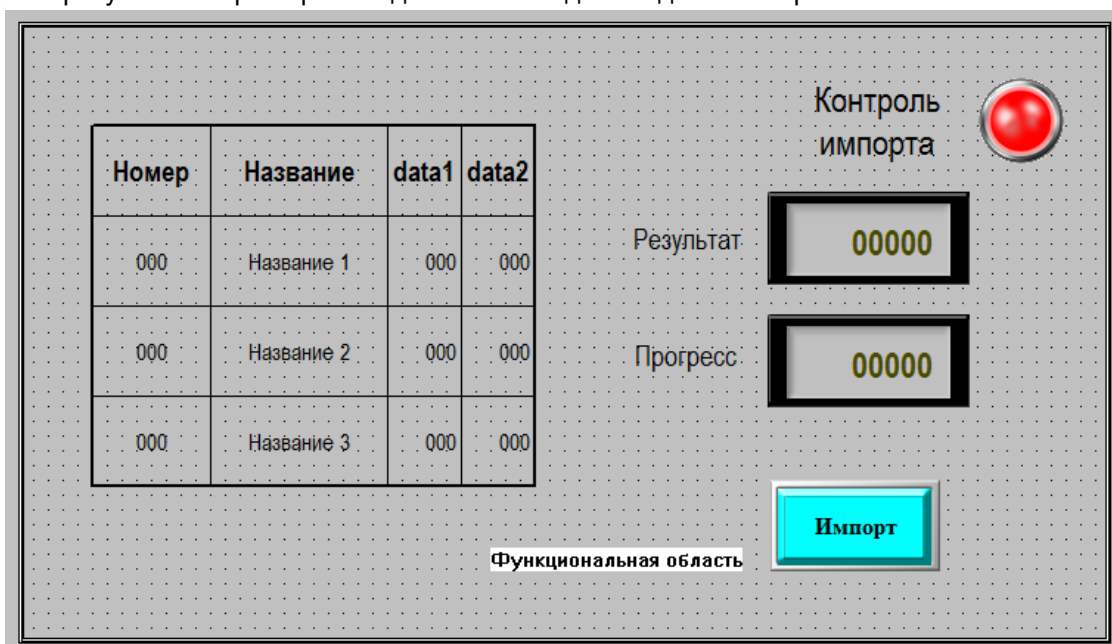 Контроль
импорта
Номер Название data1 data2
000 Название 1 000 000
000 Название 2 000 000
000 Название 3 000 000
Результат 00000
Прогресс 00000
Импорт
Функциональная область